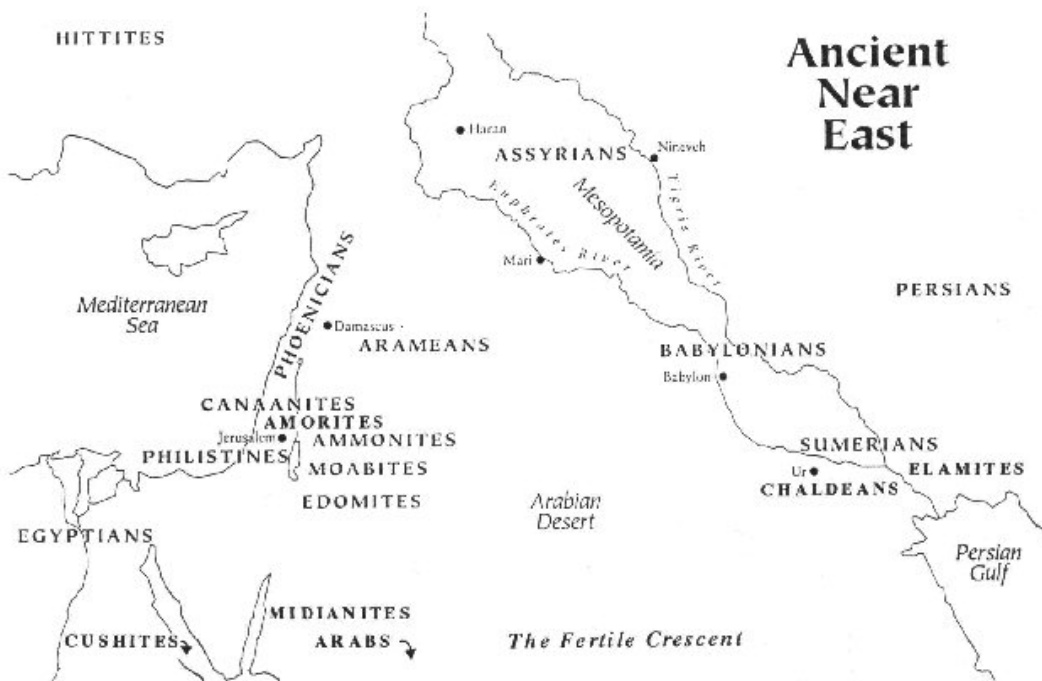 HITTITES
Ancient
Near
East
Haran
ASSYRIANS
Nineveh
Mesopotamia
Euphrates River
Tigris River
Mari
PHOENICIANS
Mediterranean
Sea
PERSIANS
Damascus
ARAMEANS
BABYLONIANS
Babylon
CANAANITES
AMORITES
Jerusalem
AMMONITES
PHILISTINES
MOABITES
SUMERIANS
Ur
ELAMITES
CHALDEANS
EDOMITES
Arabian
Desert
EGYPTIANS
Persian
Gulf
MIDIANITES
CUSHITES
ARABS
The Fertile Crescent